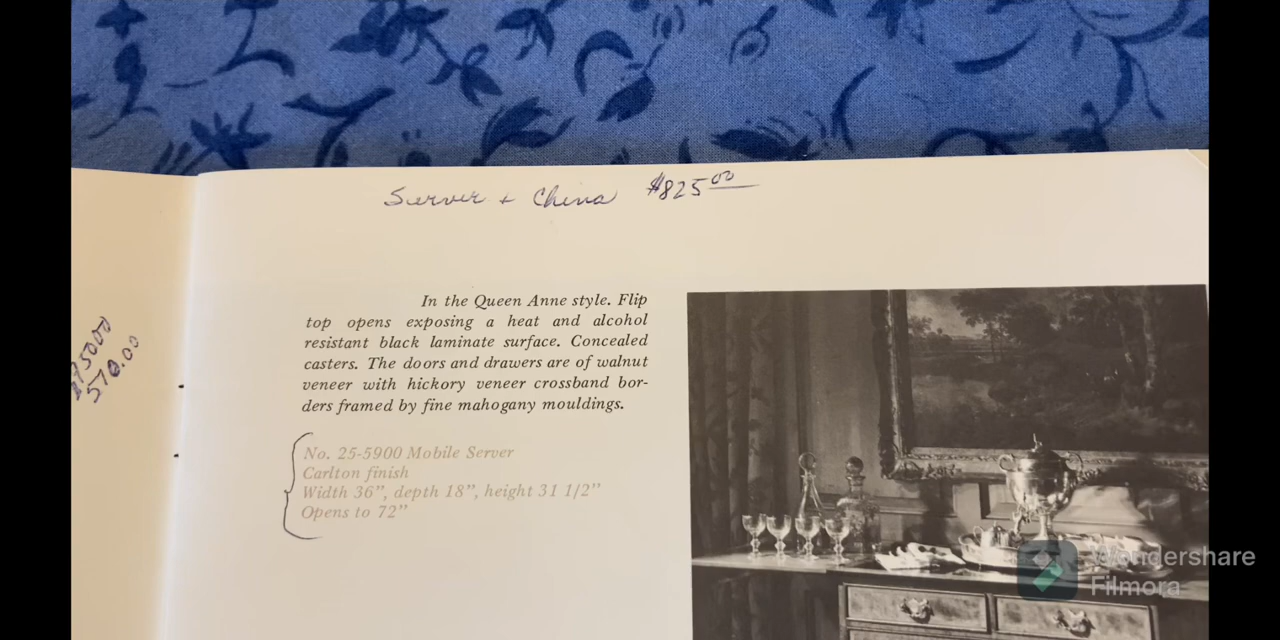 Server + China $825.00
570.00
In the Queen Anne style. Flip
top opens exposing a heat and alcohol
resistant black laminate surface. Concealed
casters. The doors and drawers are of walnut
veneer with hickory veneer crossband bor-
ders framed by fine mahogany mouldings.
No. 25-5900 Mobile Server
Carlton finish
Width 36”, depth 18”, height 31 1/2”
Opens to 72”
Wondershare
Filmora